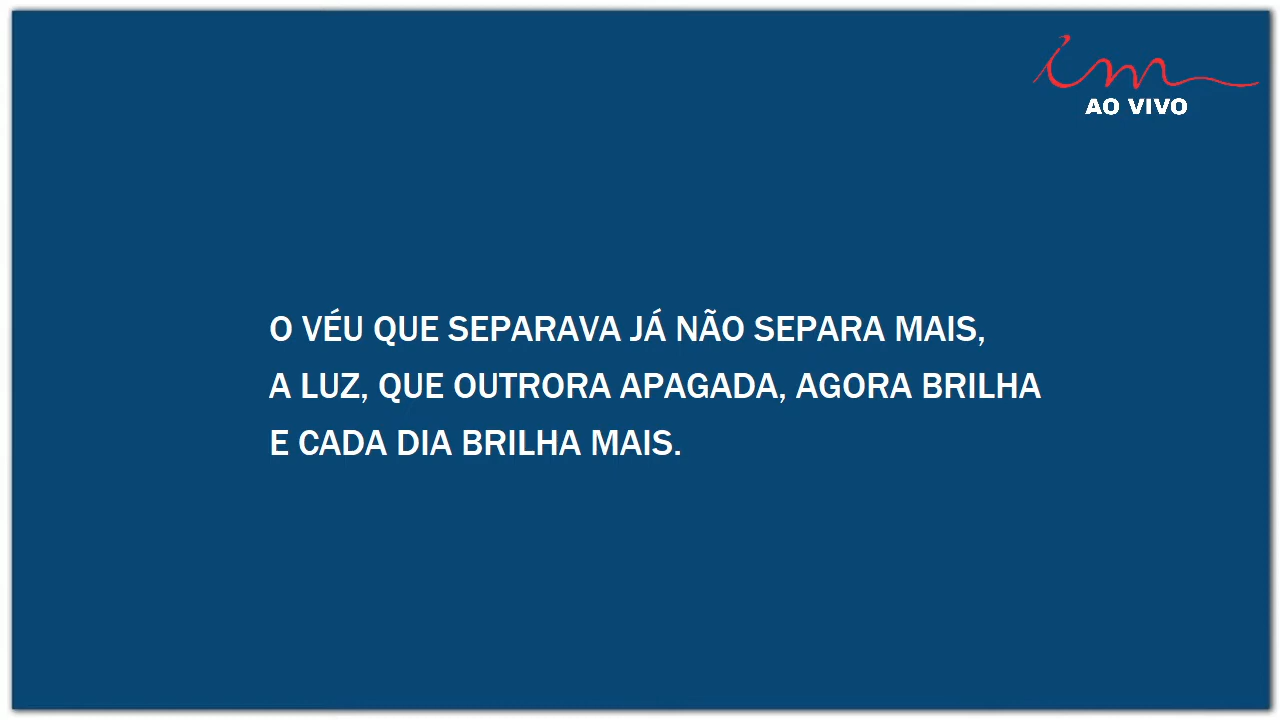 im
AO VIVO
O VÉU QUE SEPARAVA JÁ NÃO SEPARA MAIS,
A LUZ, QUE OUTRORA APAGADA, AGORA BRILHA
E CADA DIA BRILHA MAIS.